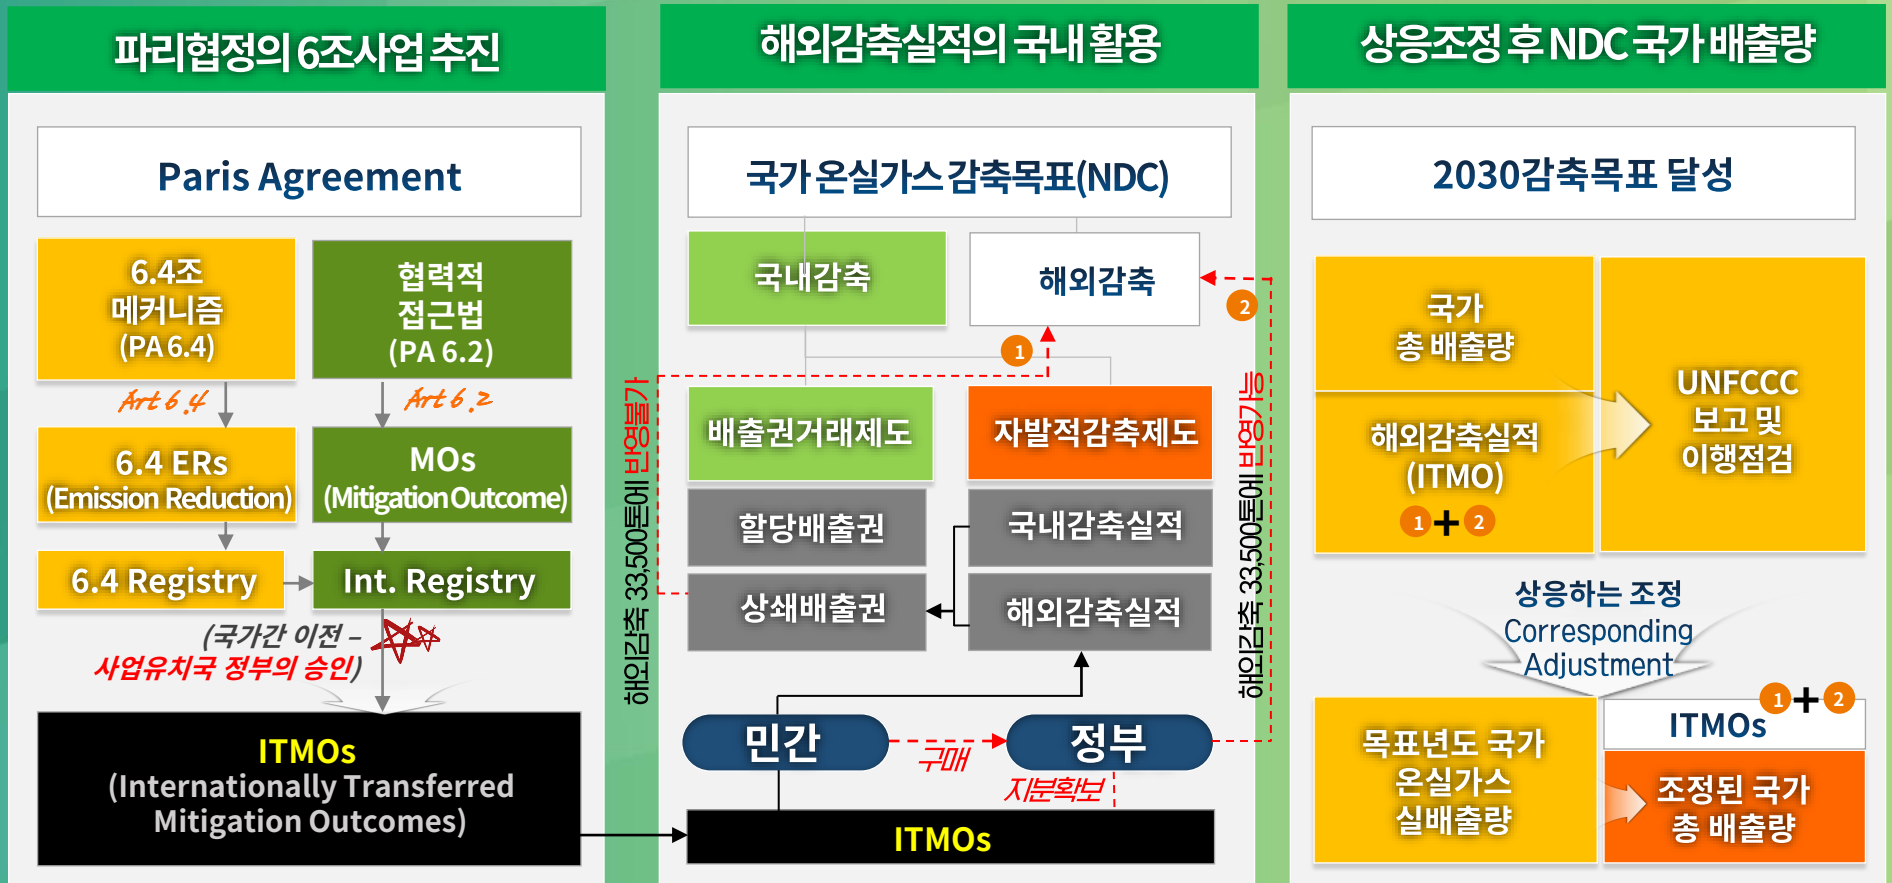 파리협정의 6조사업 추진
Paris Agreement
6.4조
메커니즘
(PA 6.4)
협력적
접근법
(PA 6.2)
Art 6.4
Art 6.2
6.4 ERs
(Emission Reduction)
MOs
(Mitigation Outcome)
6.4 Registry
Int. Registry
(국가간 이전 –
사업유치국 정부의 승인)
ITMOs
(Internationally Transferred
Mitigation Outcomes)
해외감축실적의 국내 활용
국가 온실가스 감축목표(NDC)
국내감축
해외감축
2
1
해외감축 33,500톤에 반영불가
해외감축 33,500톤에 반영가능
배출권거래제도
자발적감축제도
할당배출권
국내감축실적
상쇄배출권
해외감축실적
민간
구매
정부
지분확보
ITMOs
상응조정 후 NDC 국가 배출량
2030감축목표 달성
국가
총 배출량
해외감축실적
(ITMO)
1 + 2
UNFCCC
보고 및
이행점검
상응하는 조정
Corresponding
Adjustment
목표년도 국가
온실가스
실배출량
1 + 2
ITMOs
조정된 국가
총 배출량